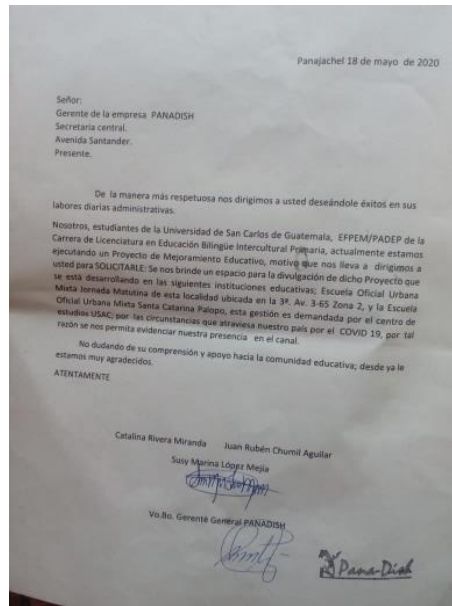 Panajachel 18 de mayo de 2020
Señor:
Gerente de la empresa PANADISH
Secretaria central.
Avenida Santander.
Presente.
De la manera más respetuosa nos dirigimos a usted deseándole éxitos en sus
labores diarias administrativas.
Nosotros, estudiantes de la Universidad de San Carlos de Guatemala, EFPEM/PADEP de la
Carrera de Licenciatura en Educación Bilingüe Intercultural Primaria, actualmente estamos
ejecutando un Proyecto de Mejoramiento Educativo, motivo que nos lleva a dirigimos a
usted para SOLICITARLE: Se nos brinde un espacio para la divulgación de dicho Proyecto que
se está desarrollando en las siguientes instituciones educativas; Escuela Oficial Urbana
Mixta Jornada Matutina de esta localidad ubicada en la 3ª. Av. 3-65 Zona 2, y la Escuela
Oficial Urbana Mixta Santa Catarina Palopo, esta gestión es demandada por el centro de
estudios USAC; por las circunstancias que atraviesa nuestro país por el COVID 19, por tal
razón se nos permita evidenciar nuestra presencia en el canal.
No dudando de su comprensión y apoyo hacia la comunidad educativa; desde ya le
estamos muy agradecidos.
ATENTAMENTE
Catalina Rivera Miranda Juan Rubén Chumil Aguilar
Susy Marina López Mejía
Vo.Bo. Gerente General PANADISH
Pana-Dish